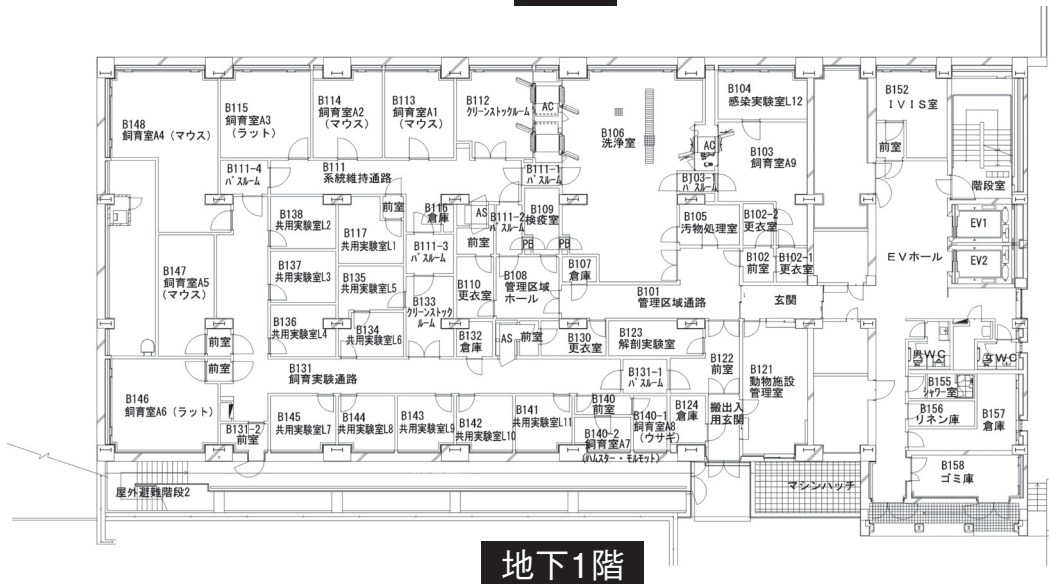 B148
飼育室A4（マウス）
B115
飼育室A3
（ラット）
B114
飼育室A2
（マウス）
B113
飼育室A1
（マウス）
B112
クリーンストックルーム
AC
B106
洗浄室
B104
感染実験室L12
B103
飼育室A9
AC
B103-1
ﾊﾟｽﾙｰﾑ
B152
ＩＶＩＳ室
前室
階段室
B111-4
ﾊﾟｽﾙｰﾑ
B111
系統維持通路
B111-1
ﾊﾟｽﾙｰﾑ
前室
B116
倉庫
AS
B111-2
ﾊﾟｽﾙｰﾑ
B109
検疫室
B105
汚物処理室
B102-2
更衣室
B138
共用実験室L2
B117
共用実験室L1
B111-3
ﾊﾟｽﾙｰﾑ
前室
PB
PB
EV1
EV2
ＥＶホール
B147
飼育室A5
（マウス）
B137
共用実験室L3
B135
共用実験室L5
B133
クリーンストック
ルーム
B110
更衣室
B108
管理区域
ホール
B107
倉庫
B102
前室
B102-1
更衣室
B101
管理区域通路
玄関
B136
共用実験室L4
B134
共用実験室L6
B132
倉庫
AS
前室
B130
更衣室
B123
解剖実験室
前室
前室
B131
飼育実験通路
B131-1
ﾊﾟｽﾙｰﾑ
B122
前室
B121
動物施設
管理室
男WC
女WC
B155
ｼｬﾜｰ室
B156
リネン庫
B157
倉庫
B146
飼育室A6（ラット）
B131-2
前室
B145
共用実験室L7
B144
共用実験室L8
B143
共用実験室L9
B142
共用実験室L10
B141
共用実験室L11
B140
前室
B140-1
飼育室A8
（ウサギ）
B140-2
飼育室A7
（ﾊﾑｽﾀｰ・ﾓﾙﾓｯﾄ）
B124
倉庫
搬出入
用玄関
B158
ゴミ庫
マシンハッチ
屋外避難階段2
地下1階